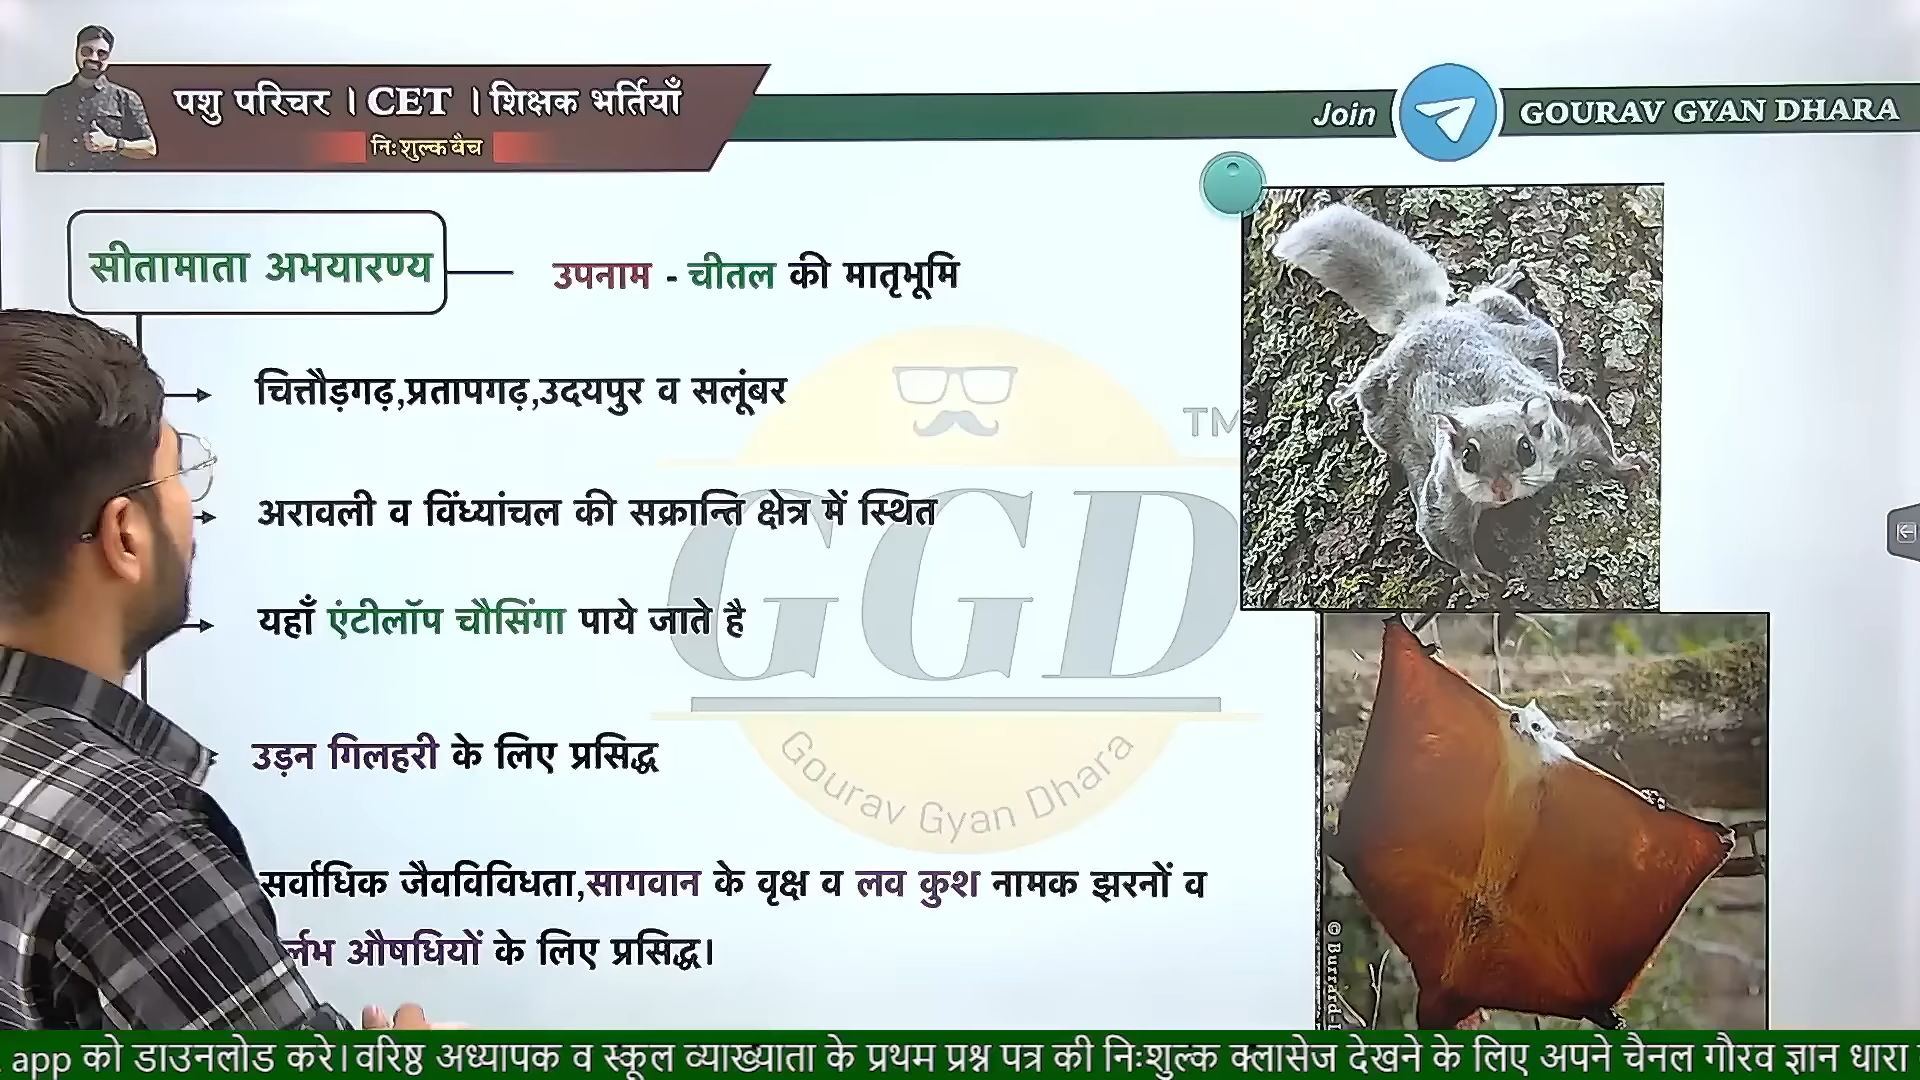 पशु परिचर । CET । शिक्षक भर्तियाँ
निः शुल्क बैच
Join GOURAV GYAN DHARA
सीतामाता अभयारण्य
उपनाम - चीतल की मातृभूमि
चित्तौड़गढ़,प्रतापगढ़,उदयपुर व सलूंबर
TM
अरावली व विंध्यांचल की सक्रान्ति क्षेत्र में स्थित
GGD
यहाँ एंटीलॉप चौसिंगा पाये जाते है
उड़न गिलहरी के लिए प्रसिद्ध
Gourav Gyan Dhara
सर्वाधिक जैवविविधता,सागवान के वृक्ष व लव कुश नामक झरनों व
औषधियों के लिए प्रसिद्ध।
© Burrard-
app को डाउनलोड करे। वरिष्ठ अध्यापक व स्कूल व्याख्याता के प्रथम प्रश्न पत्र की निःशुल्क क्लासेज देखने के लिए अपने चैनल गौरव ज्ञान धारा